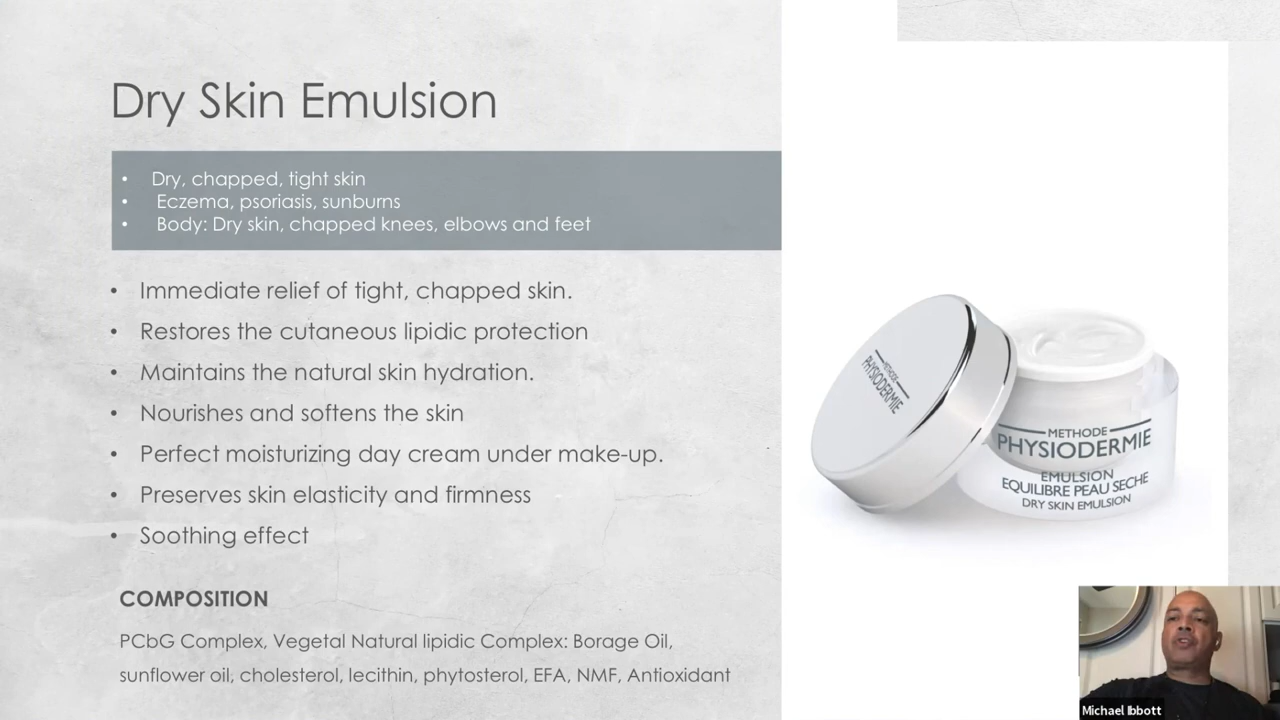 Dry Skin Emulsion
• Dry, chapped, tight skin
• Eczema, psoriasis, sunburns
• Body: Dry skin, chapped knees, elbows and feet
• Immediate relief of tight, chapped skin.
• Restores the cutaneous lipidic protection
• Maintains the natural skin hydration.
• Nourishes and softens the skin
• Perfect moisturizing day cream under make-up.
• Preserves skin elasticity and firmness
• Soothing effect
COMPOSITION
PCbG Complex, Vegetal Natural lipidic Complex: Borage Oil,
sunflower oil, cholesterol, lecithin, phytosterol, EFA, NMF, Antioxidant
METHODE
PHYSIODERMIE
METHODE
PHYSIODERMIE
EMULSION
EQUILIBRE PEAU SECHE
DRY SKIN EMULSION
Michael Ibbott